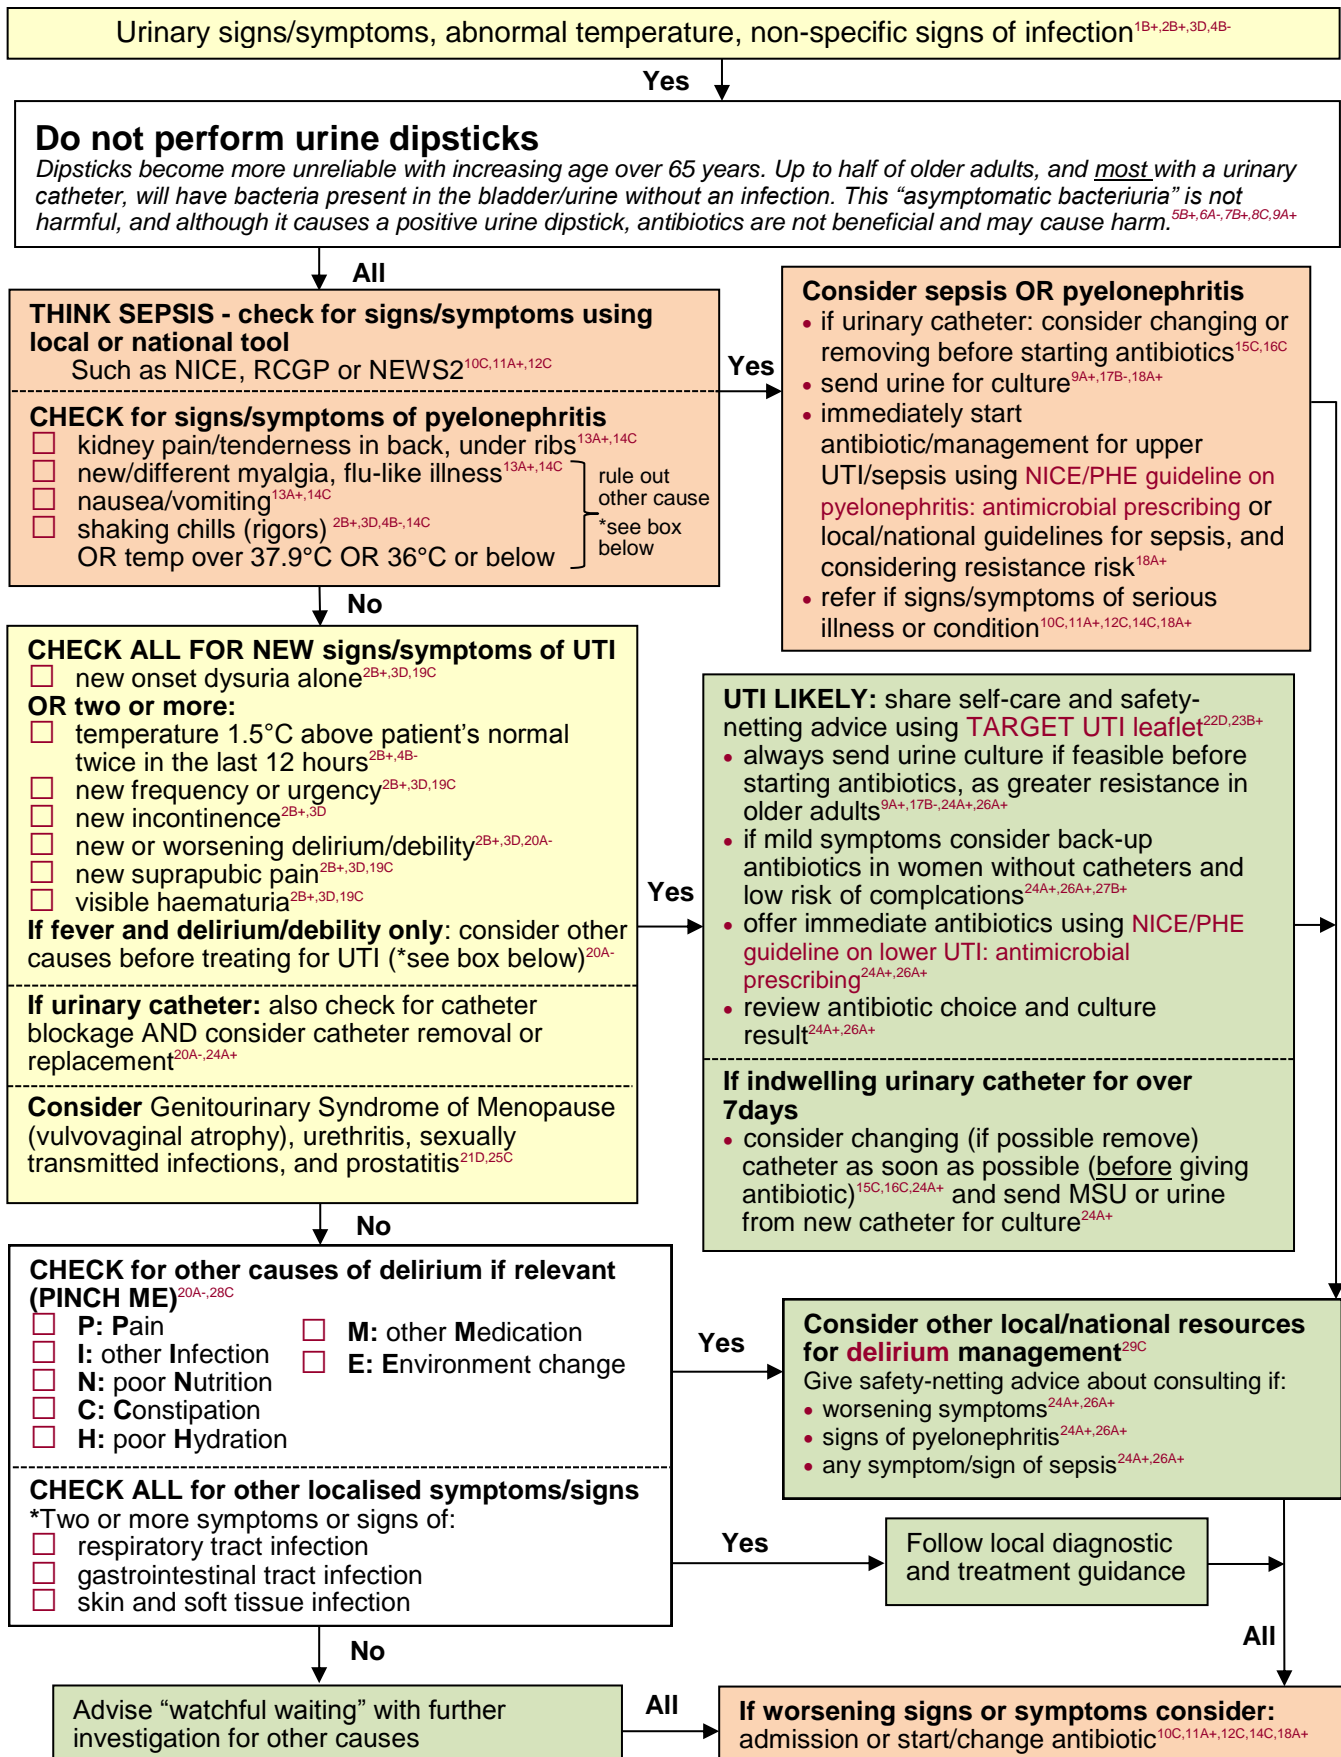 Urinary signs/symptoms, abnormal temperature, non-specific signs of infection1B+,2B+,3D,4B-
Yes
Do not perform urine dipsticks
Dipsticks become more unreliable with increasing age over 65 years. Up to half of older adults, and most with a urinary
catheter, will have bacteria present in the bladder/urine without an infection. This “asymptomatic bacteriuria” is not
harmful, and although it causes a positive urine dipstick, antibiotics are not beneficial and may cause harm.5B+,6A-,7B+,8C,9A+
All
THINK SEPSIS - check for signs/symptoms using
local or national tool
Such as NICE, RCGP or NEWS210C,11A+,12C
CHECK for signs/symptoms of pyelonephritis
☐ kidney pain/tenderness in back, under ribs13A+,14C
☐ new/different myalgia, flu-like illness13A+,14C
☐ nausea/vomiting13A+,14C
☐ shaking chills (rigors) 2B+,3D,4B-,14C
OR temp over 37.9°C OR 36°C or below
rule out
other cause
*see box
below
Yes
Consider sepsis OR pyelonephritis
• if urinary catheter: consider changing or
removing before starting antibiotics15C,16C
• send urine for culture9A+,17B-,18A+
• immediately start
antibiotic/management for upper
UTI/sepsis using NICE/PHE guideline on
pyelonephritis: antimicrobial prescribing or
local/national guidelines for sepsis, and
considering resistance risk18A+
• refer if signs/symptoms of serious
illness or condition10C,11A+,12C,14C,18A+
No
CHECK ALL FOR NEW signs/symptoms of UTI
☐ new onset dysuria alone2B+,3D,19C
OR two or more:
☐ temperature 1.5°C above patient’s normal
twice in the last 12 hours2B+,4B-
☐ new frequency or urgency2B+,3D,19C
☐ new incontinence2B+,3D
☐ new or worsening delirium/debility2B+,3D,20A-
☐ new suprapubic pain2B+,3D,19C
☐ visible haematuria2B+,3D,19C
If fever and delirium/debility only: consider other
causes before treating for UTI (*see box below)20A-
If urinary catheter: also check for catheter
blockage AND consider catheter removal or
replacement20A-,24A+
Consider Genitourinary Syndrome of Menopause
(vulvovaginal atrophy), urethritis, sexually
transmitted infections, and prostatitis21D,25C
Yes
UTI LIKELY: share self-care and safety-
netting advice using TARGET UTI leaflet22D,23B+
• always send urine culture if feasible before
starting antibiotics, as greater resistance in
older adults9A+,17B-,24A+,26A+
• if mild symptoms consider back-up
antibiotics in women without catheters and
low risk of complcations24A+,26A+,27B+
• offer immediate antibiotics using NICE/PHE
guideline on lower UTI: antimicrobial
prescribing24A+,26A+
• review antibiotic choice and culture
result24A+,26A+
If indwelling urinary catheter for over
7days
• consider changing (if possible remove)
catheter as soon as possible (before giving
antibiotic)15C,16C,24A+ and send MSU or urine
from new catheter for culture24A+
No
CHECK for other causes of delirium if relevant
(PINCH ME)20A-,28C
☐ P: Pain
☐ I: other Infection
☐ N: poor Nutrition
☐ C: Constipation
☐ H: poor Hydration
☐ M: other Medication
☐ E: Environment change
Yes
Consider other local/national resources
for delirium management29C
Give safety-netting advice about consulting if:
• worsening symptoms24A+,26A+
• signs of pyelonephritis24A+,26A+
• any symptom/sign of sepsis24A+,26A+
CHECK ALL for other localised symptoms/signs
*Two or more symptoms or signs of:
☐ respiratory tract infection
☐ gastrointestinal tract infection
☐ skin and soft tissue infection
Yes
Follow local diagnostic
and treatment guidance
All
No
Advise “watchful waiting” with further
investigation for other causes
All
If worsening signs or symptoms consider:
admission or start/change antibiotic10C,11A+,12C,14C,18A+